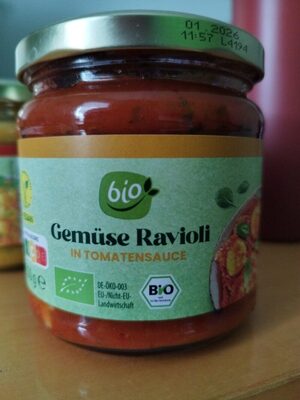 01.2026
11:57 L4194
bio
Gemüse Ravioli
IN TOMATENSAUCE
DE-ÖKO-003
EU-/Nicht-EU-
Landwirtschaft
BIO